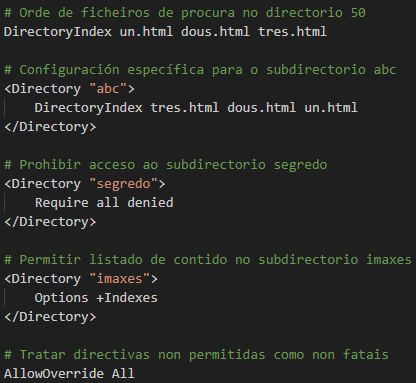 # Orde de ficheiros de procura no directorio 50
DirectoryIndex un.html dous.html tres.html
# Configuración específica para o subdirectorio abc
<Directory "abc">
DirectoryIndex tres.html dous.html un.html
</Directory>
# Prohibir acceso ao subdirectorio segredo
<Directory "segredo">
Require all denied
</Directory>
# Permitir listado de contido no subdirectorio imaxes
<Directory "imaxes">
Options +Indexes
</Directory>
# Tratar directivas non permitidas como non fatais
AllowOverride All